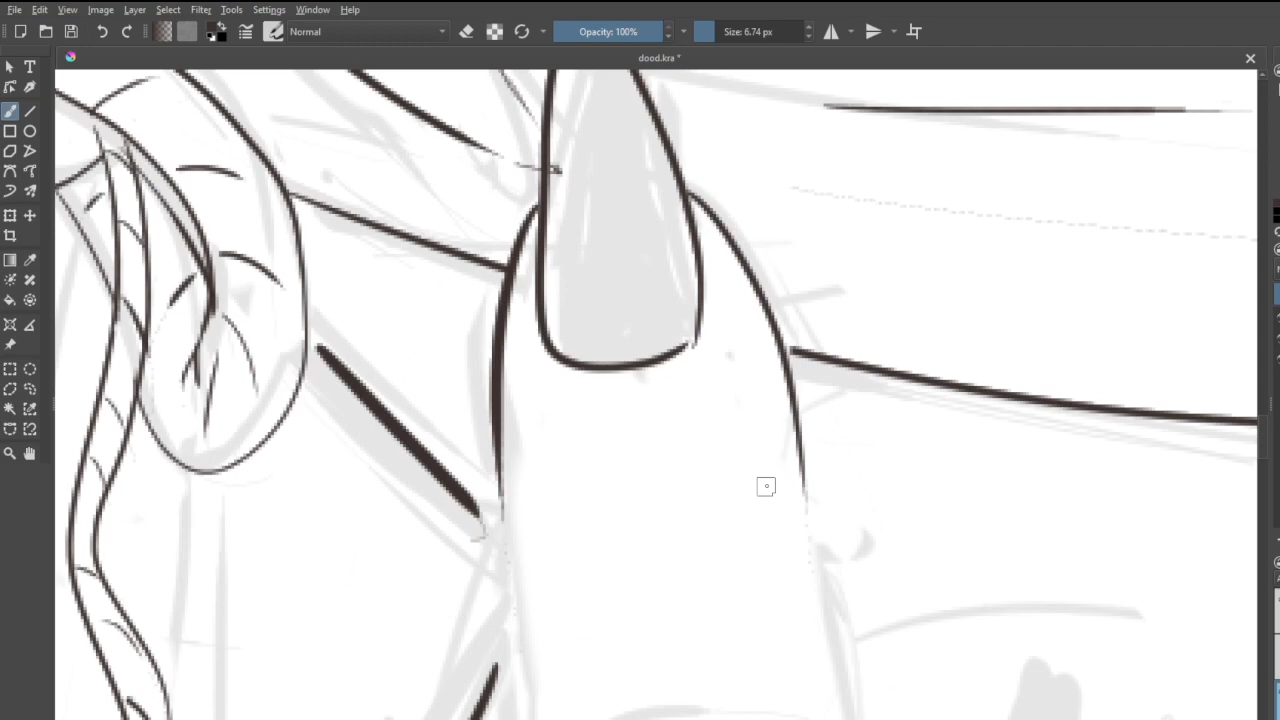 File Edit View Image Layer Select Filter Tools Settings Window Help
Normal Opacity: 100% Size: 6.74 px
dood.kra *